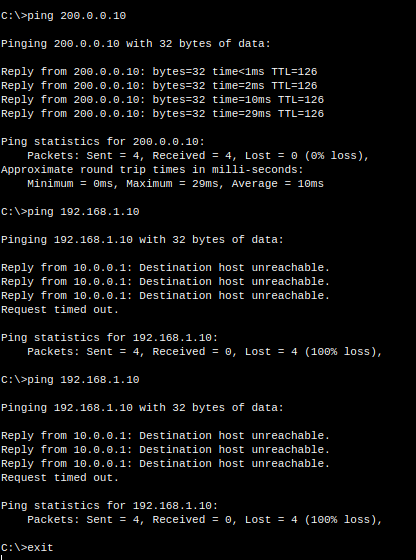 C:\>ping 200.0.0.10
Pinging 200.0.0.10 with 32 bytes of data:
Reply from 200.0.0.10: bytes=32 time<1ms TTL=126
Reply from 200.0.0.10: bytes=32 time=2ms TTL=126
Reply from 200.0.0.10: bytes=32 time=10ms TTL=126
Reply from 200.0.0.10: bytes=32 time=29ms TTL=126
Ping statistics for 200.0.0.10:
    Packets: Sent = 4, Received = 4, Lost = 0 (0% loss),
Approximate round trip times in milli-seconds:
    Minimum = 0ms, Maximum = 29ms, Average = 10ms
C:\>ping 192.168.1.10
Pinging 192.168.1.10 with 32 bytes of data:
Reply from 10.0.0.1: Destination host unreachable.
Reply from 10.0.0.1: Destination host unreachable.
Reply from 10.0.0.1: Destination host unreachable.
Request timed out.
Ping statistics for 192.168.1.10:
    Packets: Sent = 4, Received = 0, Lost = 4 (100% loss),
C:\>ping 192.168.1.10
Pinging 192.168.1.10 with 32 bytes of data:
Reply from 10.0.0.1: Destination host unreachable.
Reply from 10.0.0.1: Destination host unreachable.
Reply from 10.0.0.1: Destination host unreachable.
Request timed out.
Ping statistics for 192.168.1.10:
    Packets: Sent = 4, Received = 0, Lost = 4 (100% loss),
C:\>exit